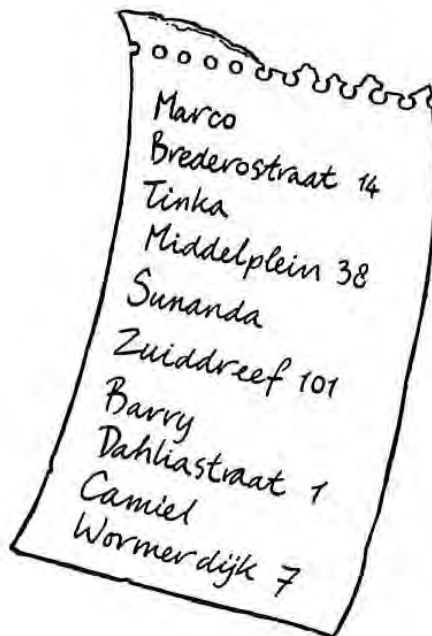 Marco
Brederostraat 14
Tinka
Middelplein 38
Sunanda
Zuiddreef 101
Barry
Dahliastraat 1
Camiel
Wormerdijk 7